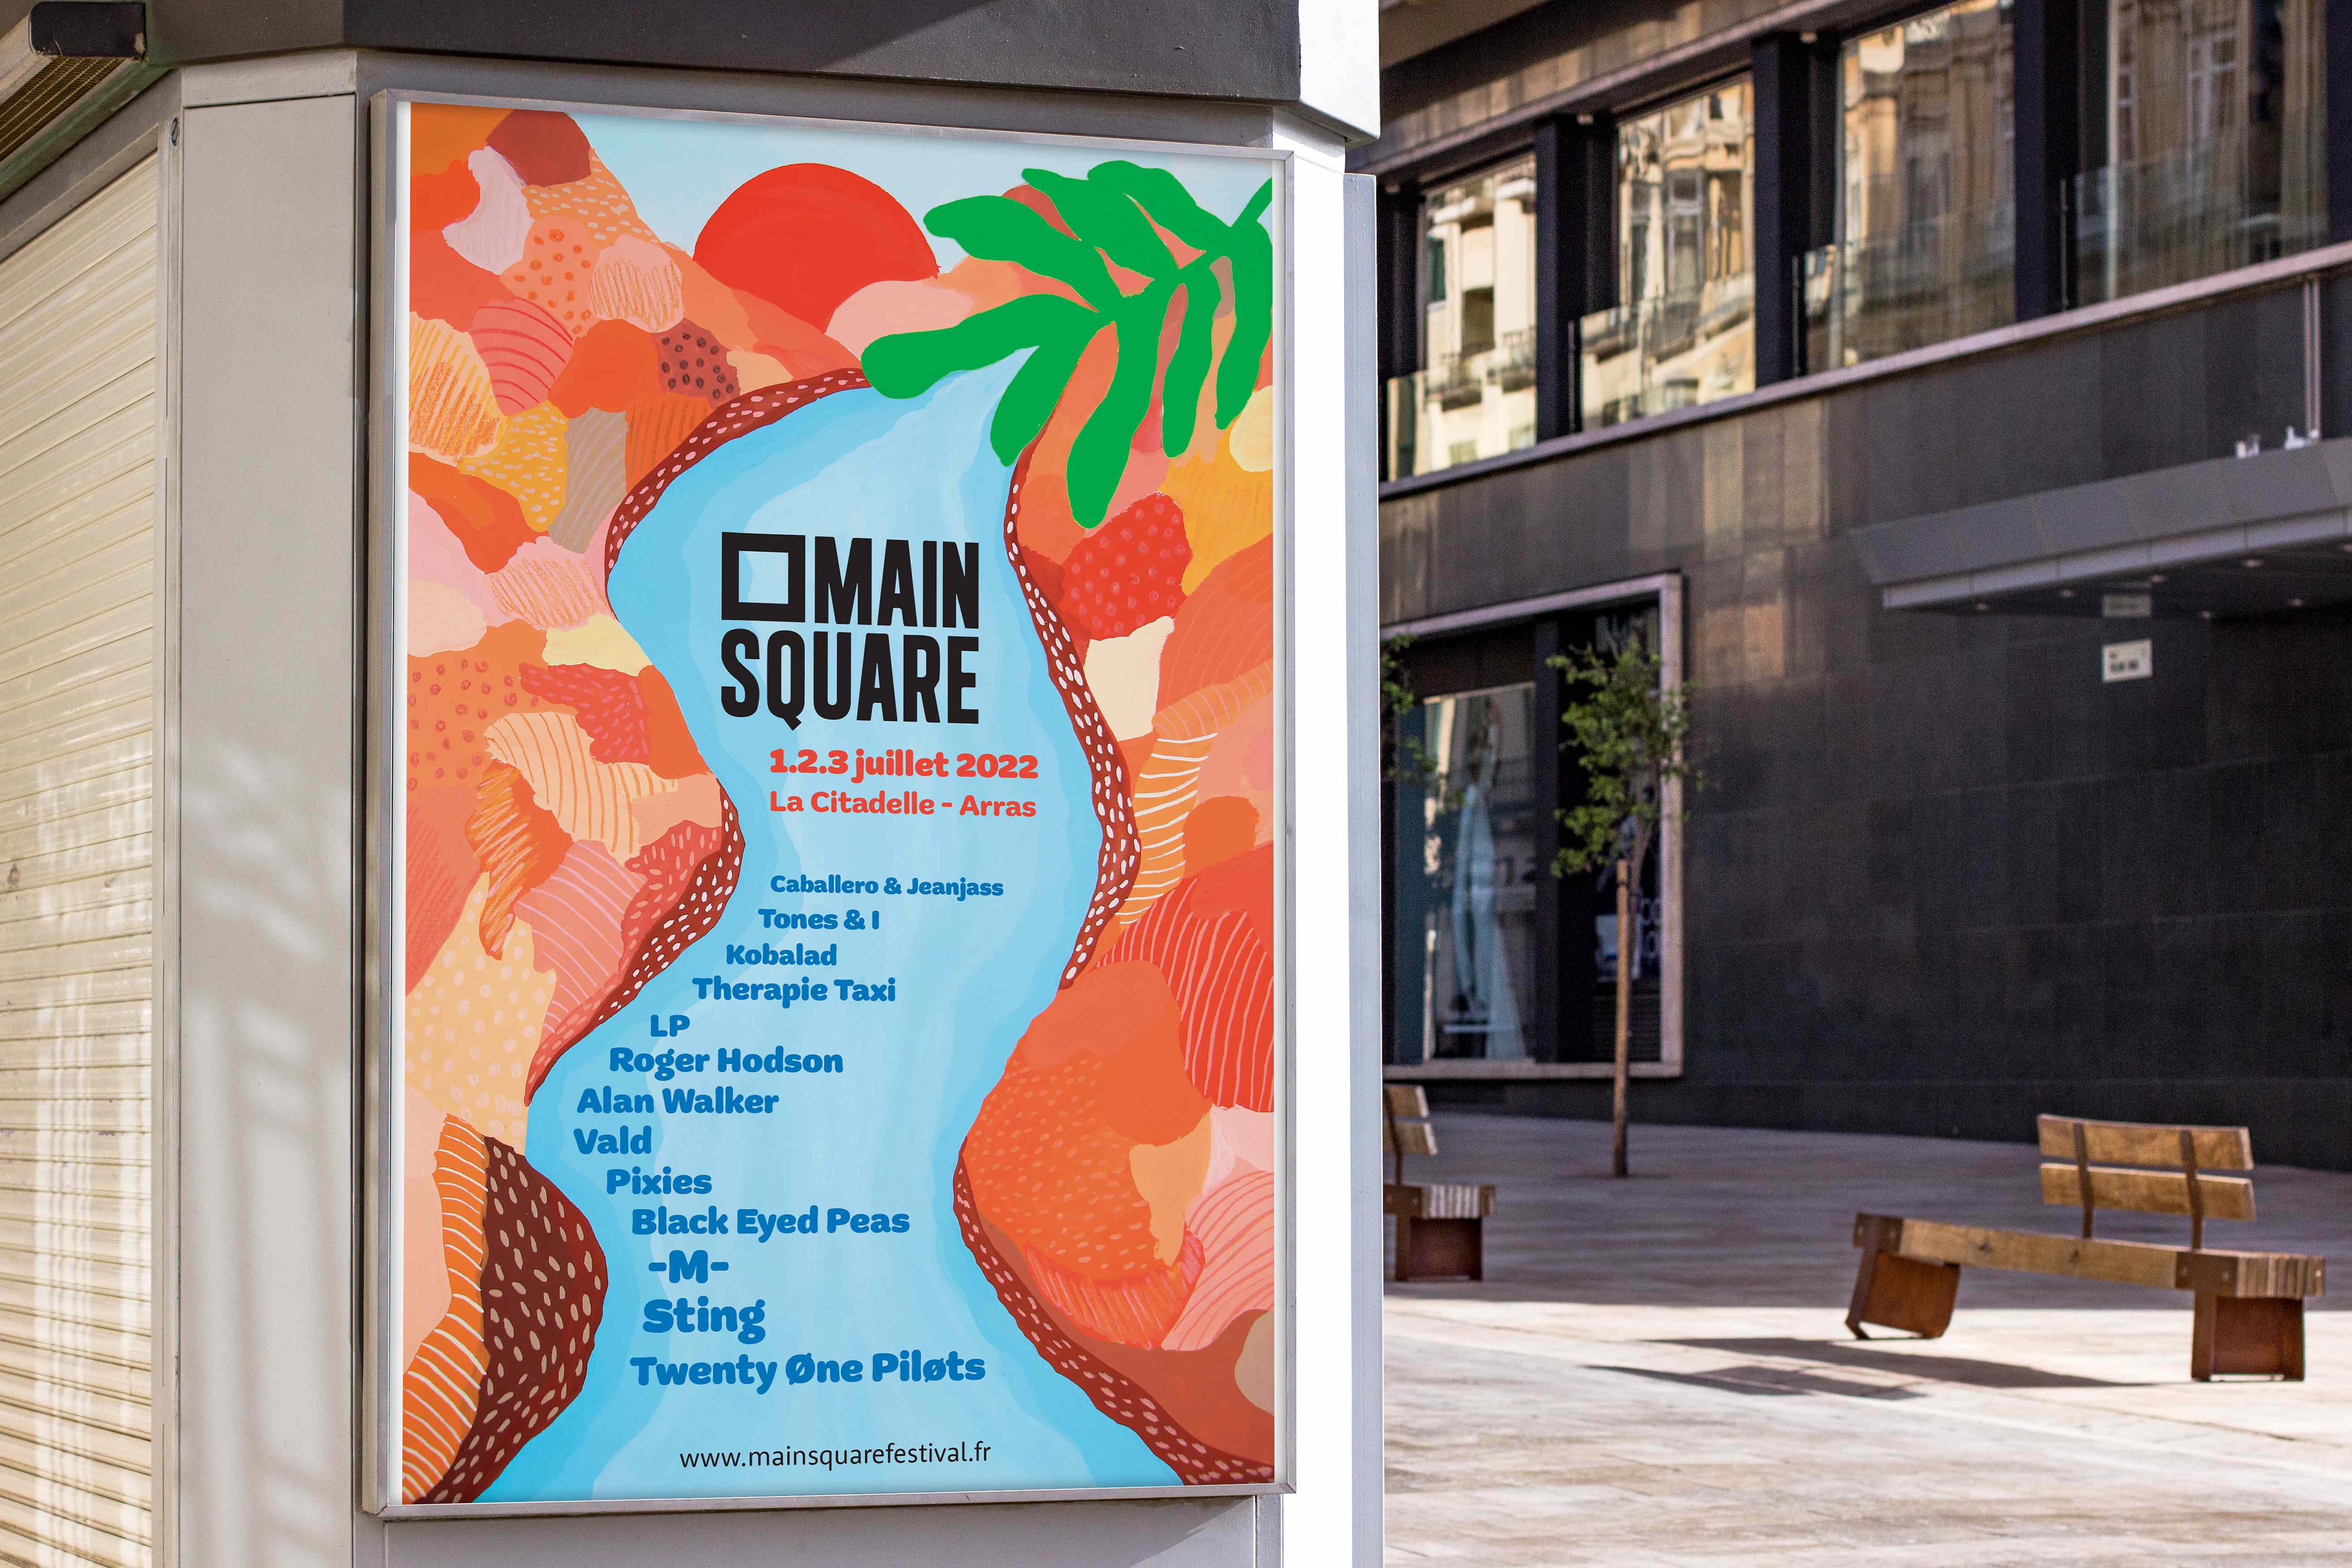 MAIN
SQUARE
1.2.3 juillet 2022
La Citadelle - Arras
Caballero & Jeanjass
Tones & I
Kobalad
Therapie Taxi
LP
Roger Hodson
Alan Walker
Vald
Pixies
Black Eyed Peas
-M-
Sting
Twenty Øne Piløts
www.mainsquarefestival.fr